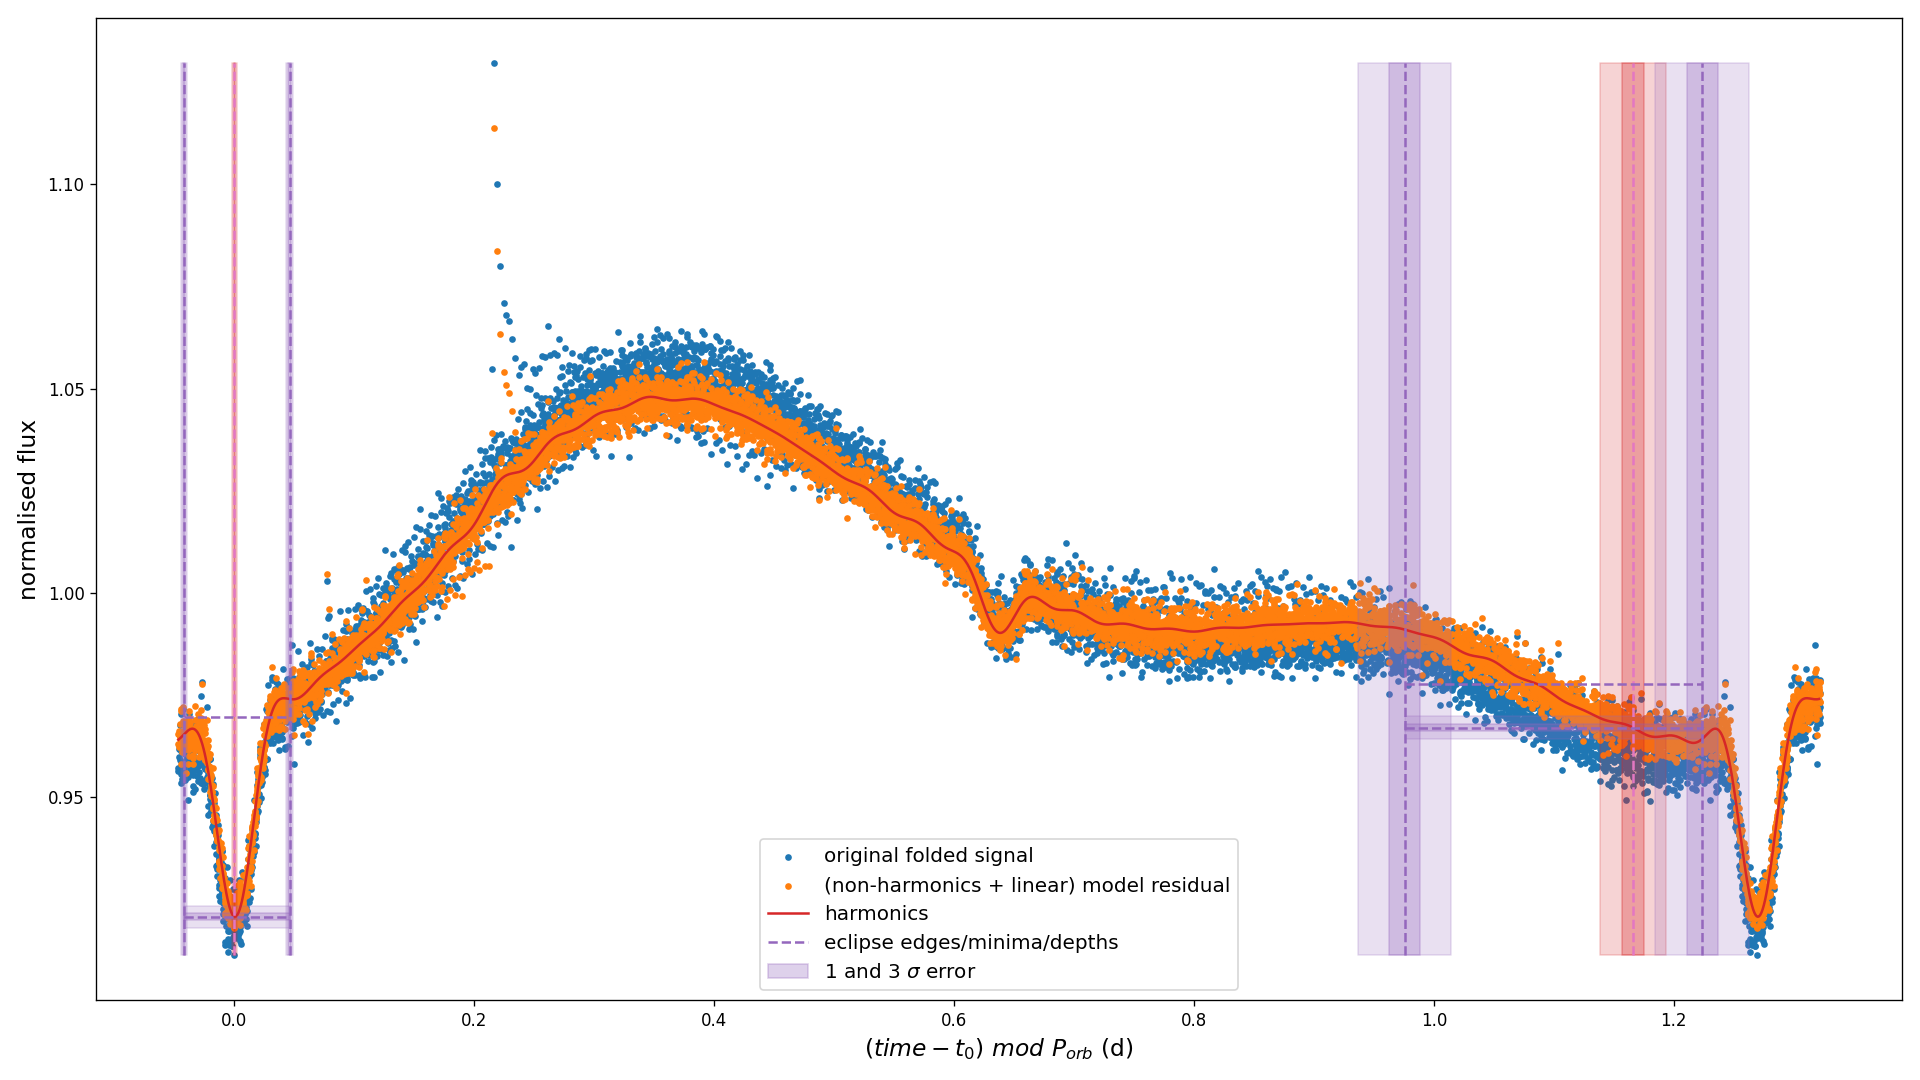 normalised flux
1.10
1.05
1.00
0.95
original folded signal
(non-harmonics + linear) model residual
harmonics
eclipse edges/minima/depths
1 and 3 σ error
0.0 0.2 0.4 0.6 0.8 1.0 1.2
(time − t₀) mod P_orb (d)